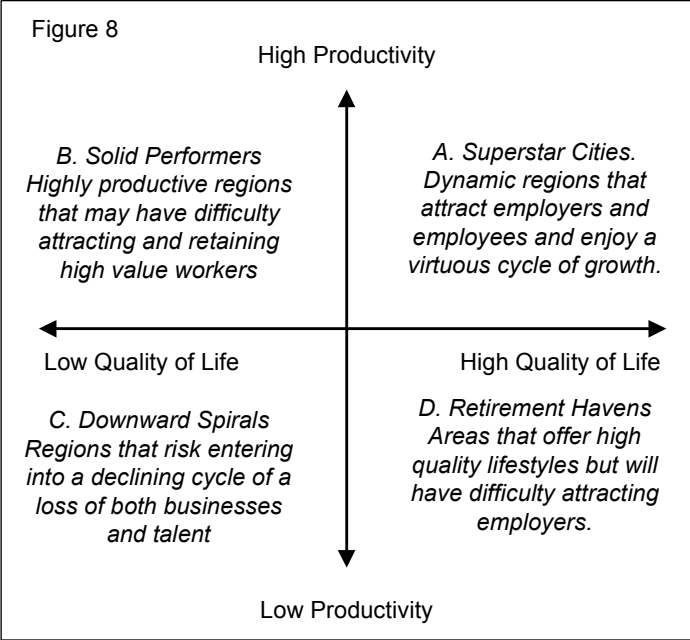 Figure 8
High Productivity
B. Solid Performers
Highly productive regions
that may have difficulty
attracting and retaining
high value workers
A. Superstar Cities.
Dynamic regions that
attract employers and
employees and enjoy a
virtuous cycle of growth.
Low Quality of Life
High Quality of Life
C. Downward Spirals
Regions that risk entering
into a declining cycle of a
loss of both businesses
and talent
D. Retirement Havens
Areas that offer high
quality lifestyles but will
have difficulty attracting
employers.
Low Productivity